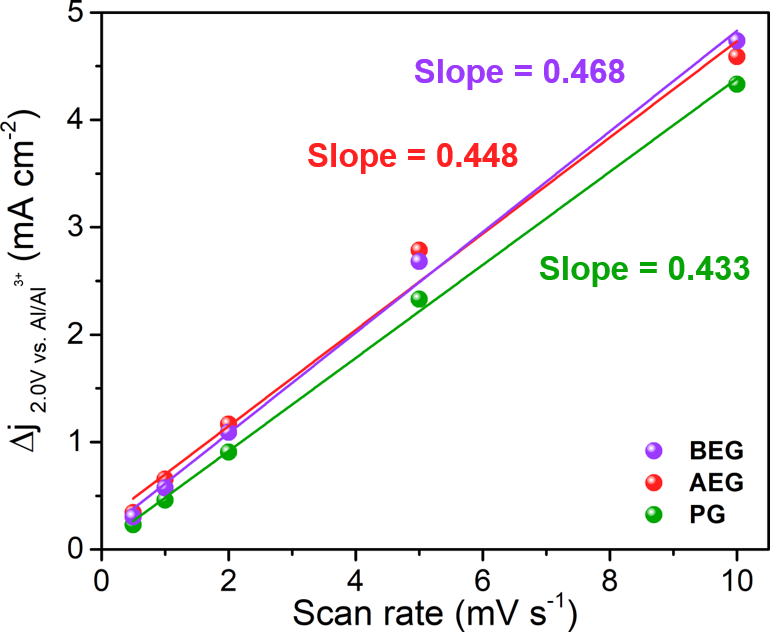 5
4
3
2
1
0
Δj 2.0V vs. Al/Al³⁺ (mA cm⁻²)
Slope = 0.468
Slope = 0.448
Slope = 0.433
BEG
AEG
PG
0 2 4 6 8 10
Scan rate (mV s⁻¹)